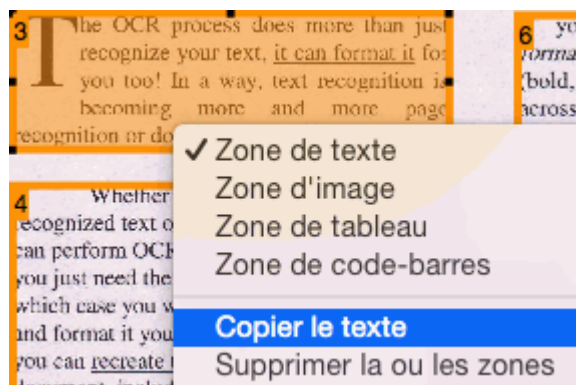 3
The OCR process does more than just
recognize your text, it can format it for
you too! In a way, text recognition is
becoming more and more page
recognition or do
6
yo
forma
(bold,
across
✓ Zone de texte
Zone d'image
Zone de tableau
Zone de code-barres
Copier le texte
Supprimer la ou les zones
4
Whether
recognized text o
can perform OCR
you just need the
which case you w
and format it you
you can recreate